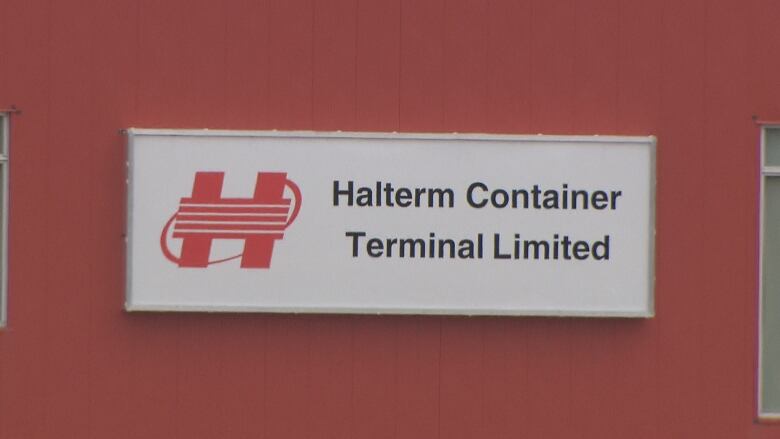 H
Halterm Container
Terminal Limited